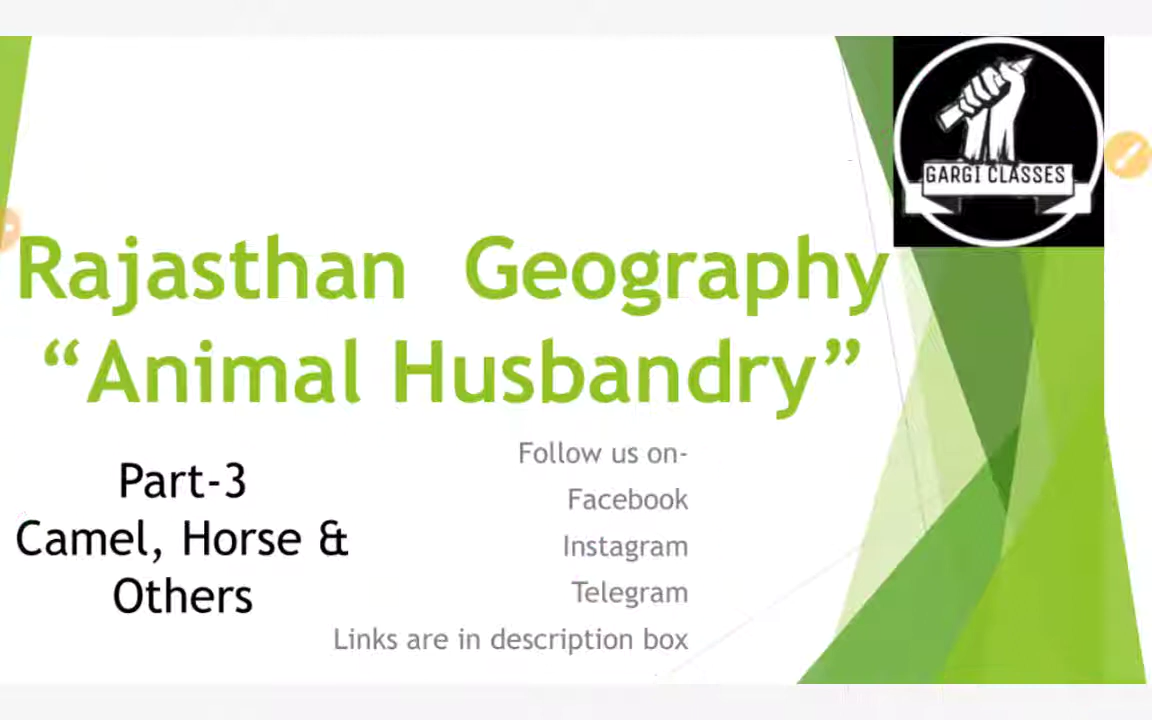 GARGI CLASSES
Rajasthan Geography
“Animal Husbandry”
Part-3
Camel, Horse &
Others
Follow us on-
Facebook
Instagram
Telegram
Links are in description box